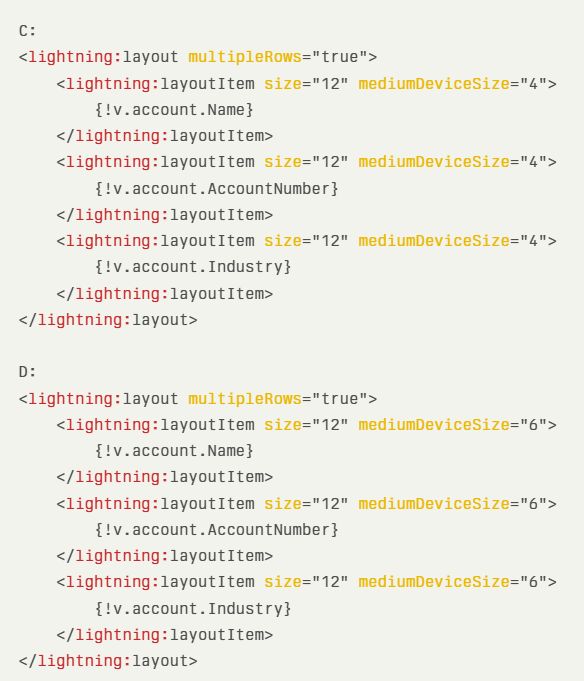 C:
<lightning:layout multipleRows="true">
    <lightning:layoutItem size="12" mediumDeviceSize="4">
        {!v.account.Name}
    </lightning:layoutItem>
    <lightning:layoutItem size="12" mediumDeviceSize="4">
        {!v.account.AccountNumber}
    </lightning:layoutItem>
    <lightning:layoutItem size="12" mediumDeviceSize="4">
        {!v.account.Industry}
    </lightning:layoutItem>
</lightning:layout>

D:
<lightning:layout multipleRows="true">
    <lightning:layoutItem size="12" mediumDeviceSize="6">
        {!v.account.Name}
    </lightning:layoutItem>
    <lightning:layoutItem size="12" mediumDeviceSize="6">
        {!v.account.AccountNumber}
    </lightning:layoutItem>
    <lightning:layoutItem size="12" mediumDeviceSize="6">
        {!v.account.Industry}
    </lightning:layoutItem>
</lightning:layout>